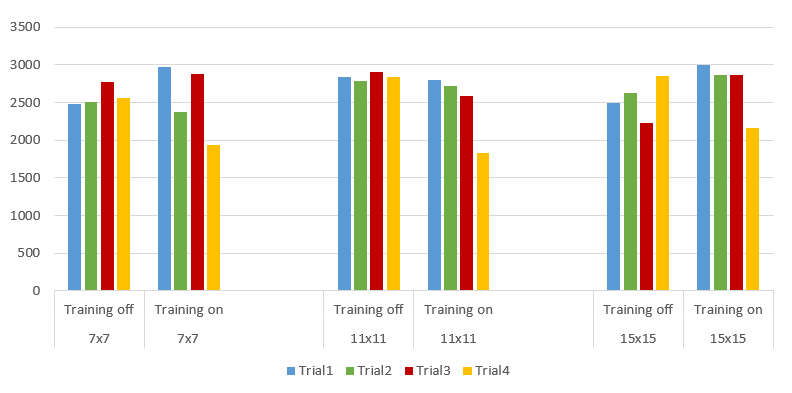 3500
3000
2500
2000
1500
1000
500
0
Training off Training on Training off Training on Training off Training on
7x7 7x7 11x11 11x11 15x15 15x15
Trial1 Trial2 Trial3 Trial4